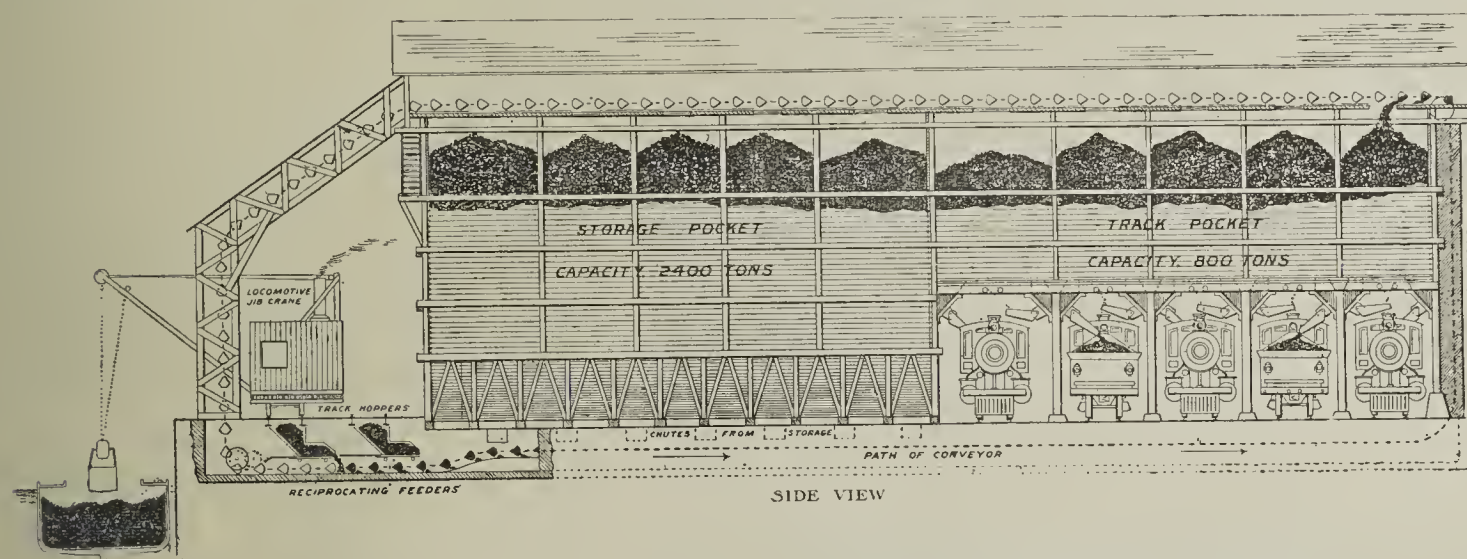 STORAGE POCKET
CAPACITY 2400 TONS
TRACK POCKET
CAPACITY 800 TONS
LOCOMOTIVE
JIB CRANE
TRACK HOPPERS
CHUTES FROM STORAGE
PATH OF CONVEYOR
RECIPROCATING FEEDERS
SIDE VIEW